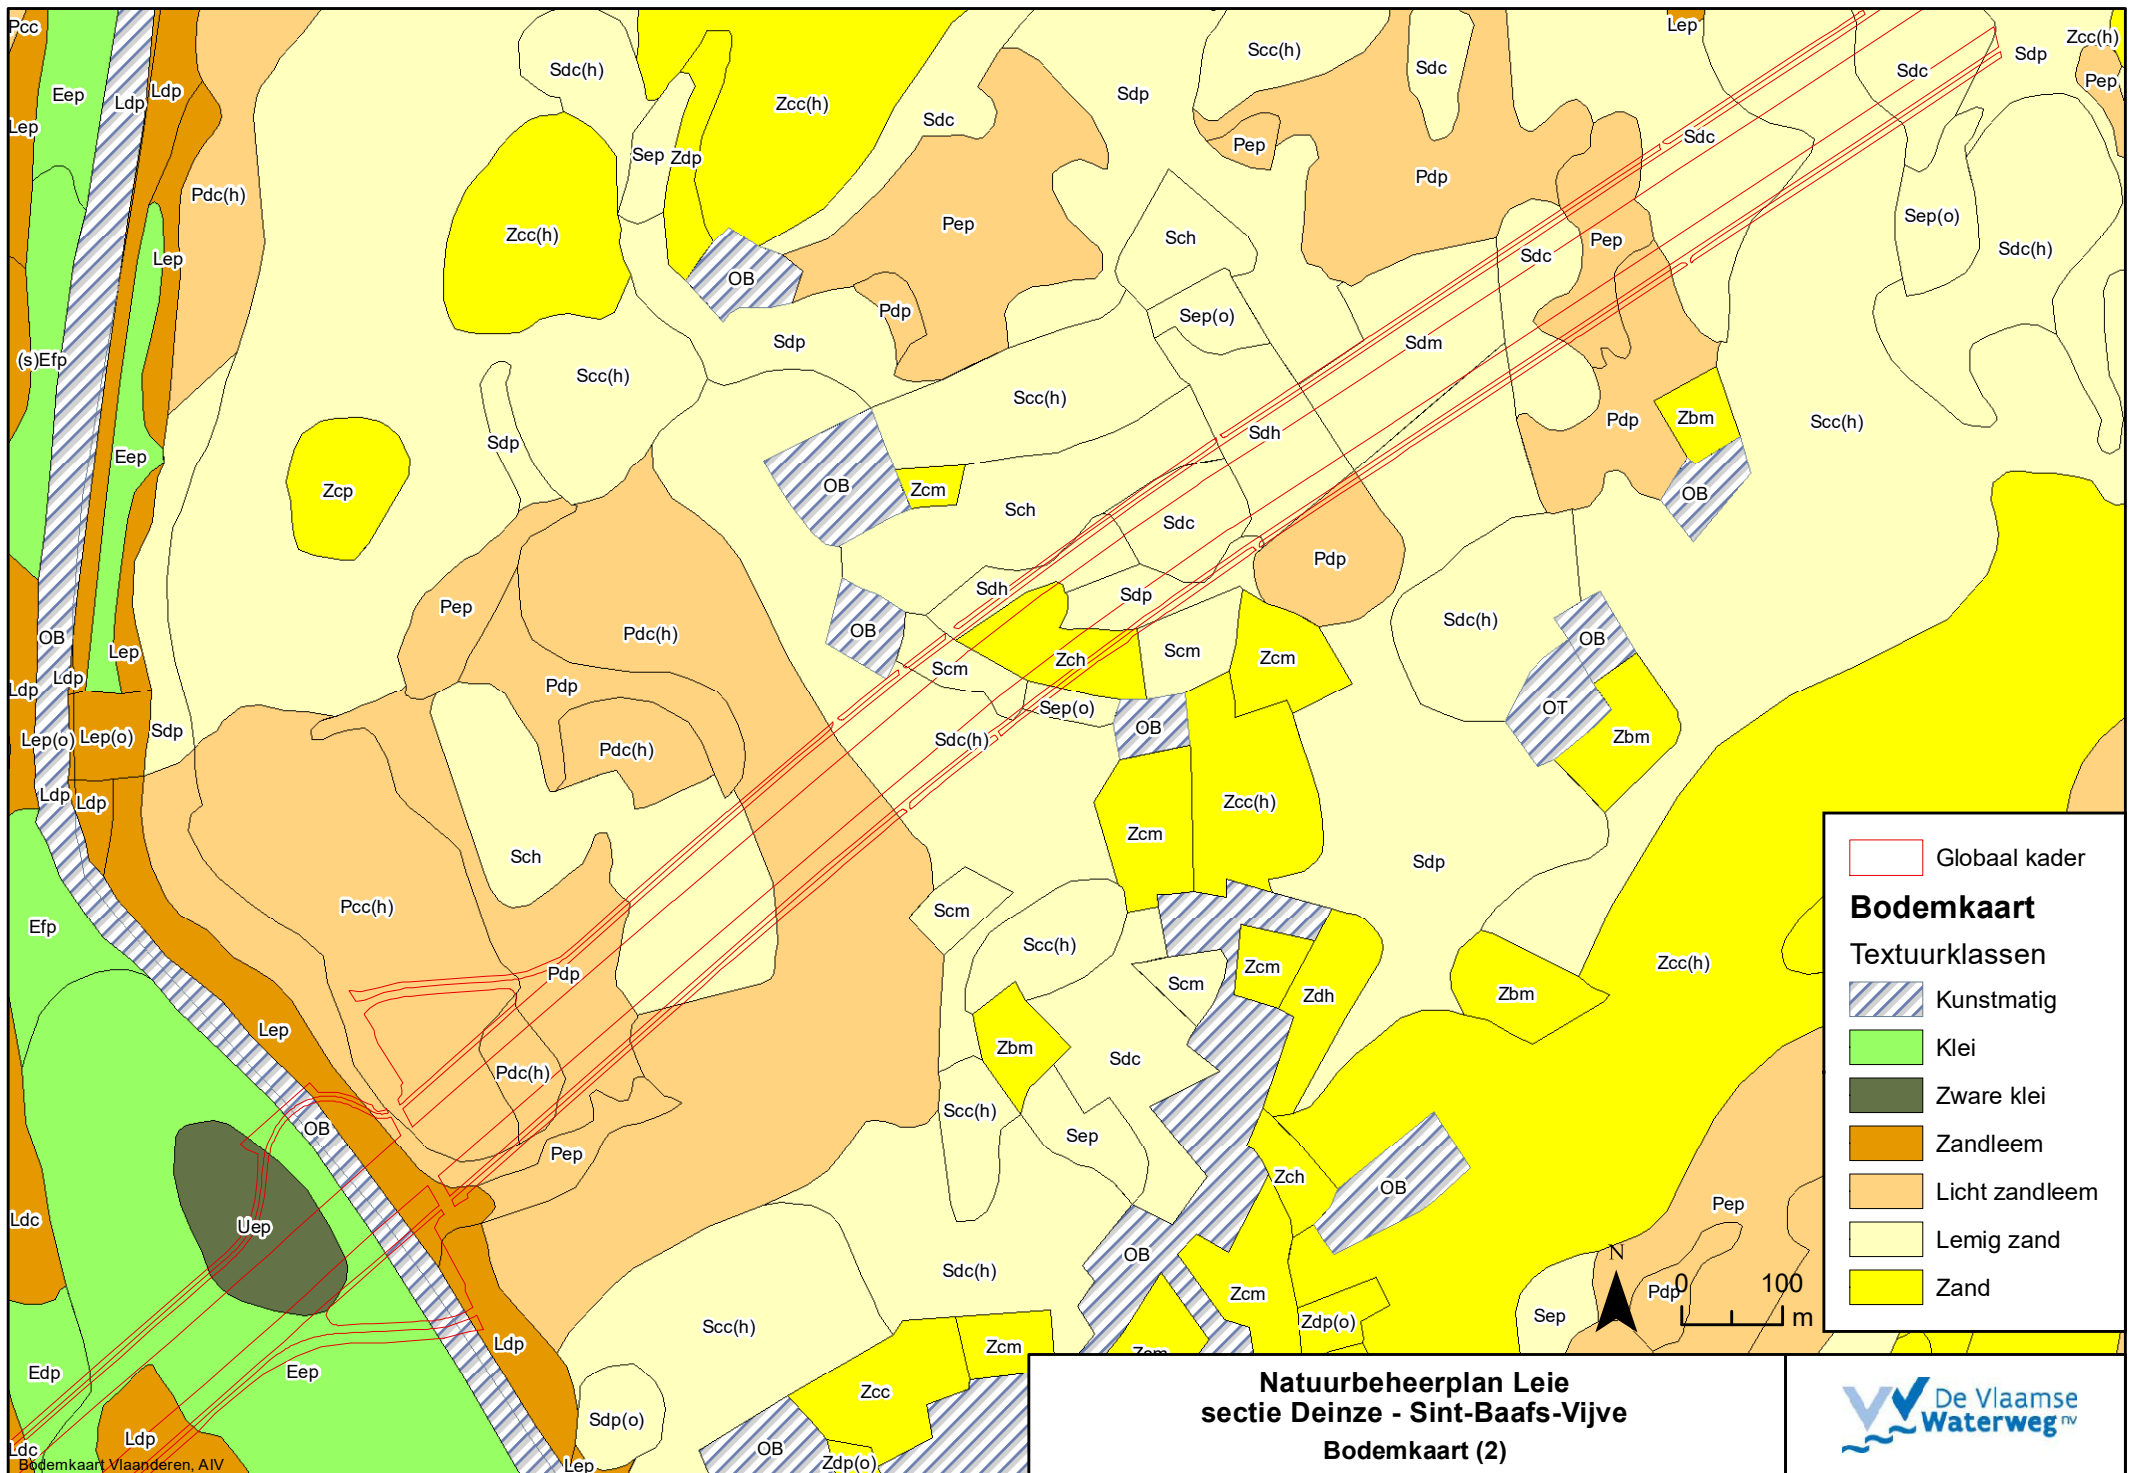 Pcc
Sdc(h)
Scc(h)
Sdc
Lep
Sdp
Zcc(h)
Eep
Ldp
Ldp
Zcc(h)
Sdp
Sdc
Pep
Lep
Sdc
Sdc
Pep
Sep
Zdp
Pdp
Pdc(h)
Pep
Sep(o)
Zcc(h)
Sch
Pep
Sdc
Sdc(h)
Lep
OB
Pdp
Sep(o)
(s)Efp
Sdp
Sdm
Scc(h)
Scc(h)
Zbm
Pdp
Scc(h)
Sdh
Sdp
Eep
Zcp
OB
Zcm
OB
Sch
Sdc
Pdp
Sdh
Sdp
Pep
Sdc(h)
OB
Pdc(h)
OB
OB
Lep
Scm
Zch
Scm
Zcm
Ldp
Ldp
Pdp
Sep(o)
OT
Lep(o)
Lep(o)
Sdp
Pdc(h)
Sdc(h)
OB
Zbm
Ldp
Ldp
Zcc(h)
Zcm
Sch
Sdp
Pcc(h)
Scm
Efp
Scc(h)
Zcm
Zcc(h)
Pdp
Scm
Zdh
Zbm
Lep
Zbm
Sdc
Pdc(h)
Scc(h)
OB
Sep
Pep
Zch
OB
Ldc
Uep
Pep
OB
Sdc(h)
Zcm
Pdp
Sep
Scc(h)
Zdp(o)
Ldp
Zcm
Zcm
Edp
Eep
Zcc
Sdp(o)
Ldp
Ldc
OB
Zdp(o)
Lep
Globaal kader
Bodemkaart
Textuurklassen
Kunstmatig
Klei
Zware klei
Zandleem
Licht zandleem
Lemig zand
Zand
N
0 100
m
Bodemkaart Vlaanderen, AIV
Natuurbeheerplan Leie
sectie Deinze - Sint-Baafs-Vijve
Bodemkaart (2)
De Vlaamse
Waterweg nv